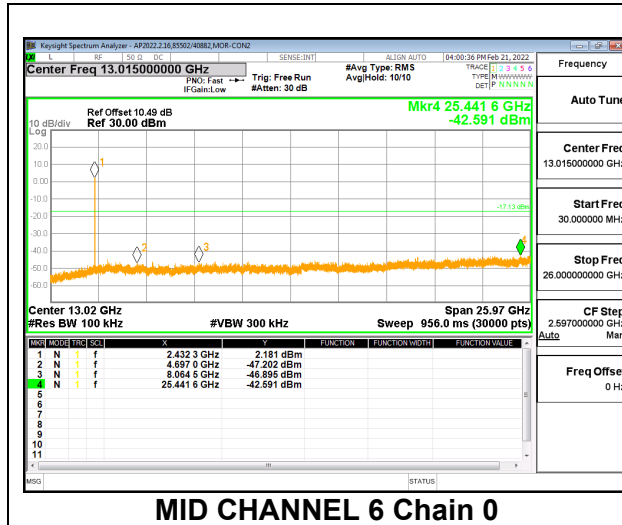 Keysight Spectrum Analyzer - AP2022.2.16,85502/40882,MOR-CON2
L RF 50 Ω DC SENSE:INT ALIGN AUTO 04:00:36 PM Feb 21, 2022
Center Freq 13.015000000 GHz #Avg Type: RMS TRACE 1 2 3 4 5 6
PNO: Fast Trig: Free Run Avg|Hold: 10/10 TYPE M WWWWW
IFGain:Low #Atten: 30 dB DET P N N N N N
Mkr4 25.441 6 GHz
Ref Offset 10.49 dB
10 dB/div Ref 30.00 dBm -42.591 dBm
Log
20.0
10.0
0.00
-10.0
-20.0
-30.0
-40.0
-50.0
-60.0
1
2
3
4
-17.13 dBm
Center 13.02 GHz Span 25.97 GHz
#Res BW 100 kHz #VBW 300 kHz Sweep 956.0 ms (30000 pts)
MKR MODE TRC SCL X Y FUNCTION FUNCTION WIDTH FUNCTION VALUE
1 N 1 f 2.432 3 GHz 2.181 dBm
2 N 1 f 4.697 0 GHz -47.202 dBm
3 N 1 f 8.064 5 GHz -46.895 dBm
4 N 1 f 25.441 6 GHz -42.591 dBm
5
6
7
8
9
10
11
MSG STATUS
Frequency
Auto Tune
Center Freq
13.015000000 GHz
Start Freq
30.000000 MHz
Stop Freq
26.000000000 GHz
CF Step
2.597000000 GHz
Auto Man
Freq Offset
0 Hz
MID CHANNEL 6 Chain 0